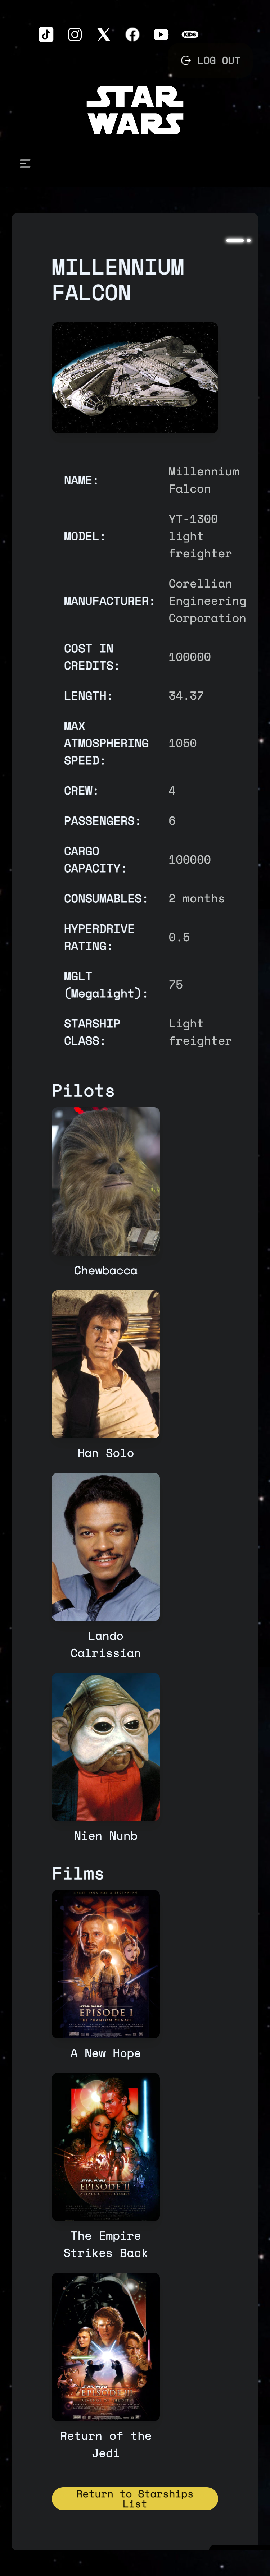 KIDS
LOG OUT
STAR
WARS
MILLENNIUM
FALCON
NAME:
Millennium
Falcon
MODEL:
YT-1300
light
freighter
MANUFACTURER:
Corellian
Engineering
Corporation
COST IN
CREDITS:
100000
LENGTH:
34.37
MAX
ATMOSPHERING
SPEED:
1050
CREW:
4
PASSENGERS:
6
CARGO
CAPACITY:
100000
CONSUMABLES:
2 months
HYPERDRIVE
RATING:
0.5
MGLT
(Megalight):
75
STARSHIP
CLASS:
Light
freighter
Pilots
Chewbacca
Han Solo
Lando
Calrissian
Nien Nunb
Films
STAR WARS
EPISODE I
THE PHANTOM MENACE
A New Hope
STAR WARS
EPISODE II
ATTACK OF THE CLONES
The Empire
Strikes Back
STAR WARS
Return of the
Jedi
Return to Starships
List